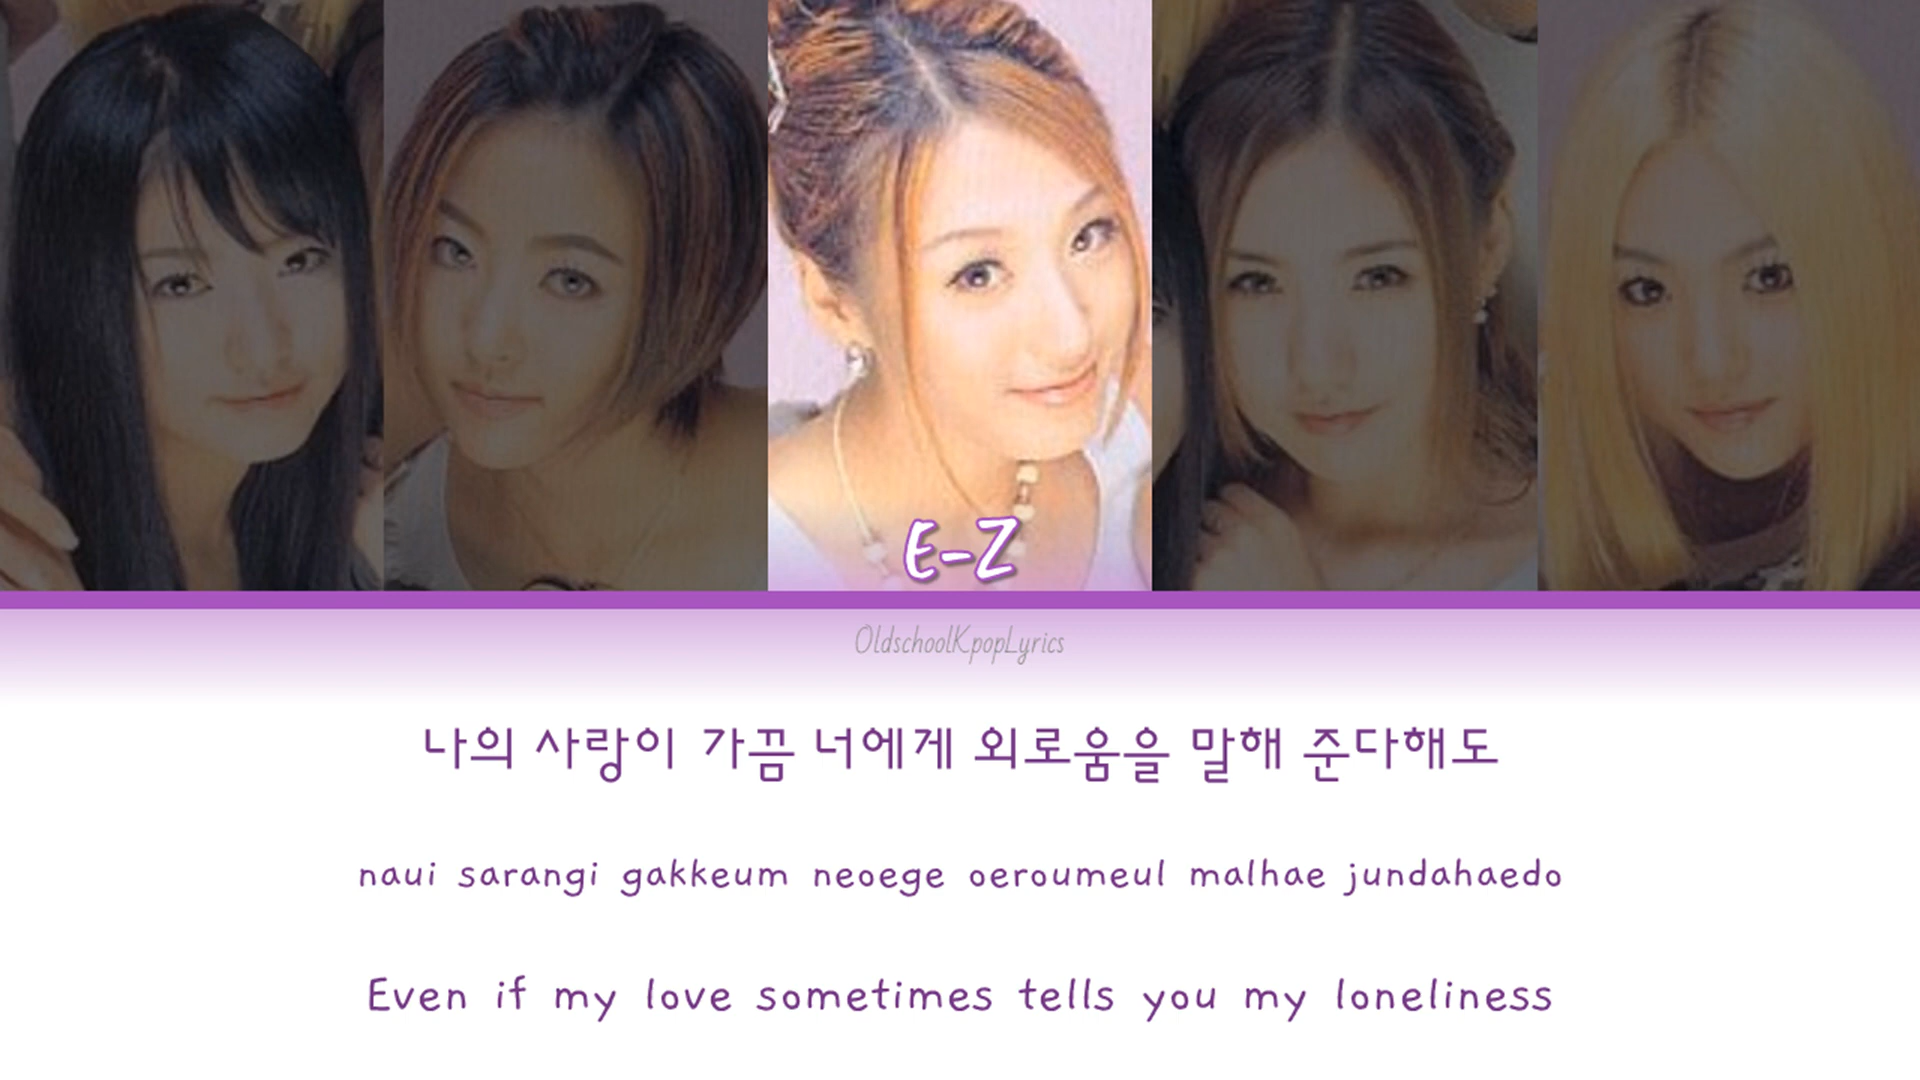 E-Z
OldschoolKpopLyrics
나의 사랑이 가끔 너에게 외로움을 말해 준다해도
naui sarangi gakkeum neoege oeroumeul malhae jundahaedo
Even if my love sometimes tells you my loneliness